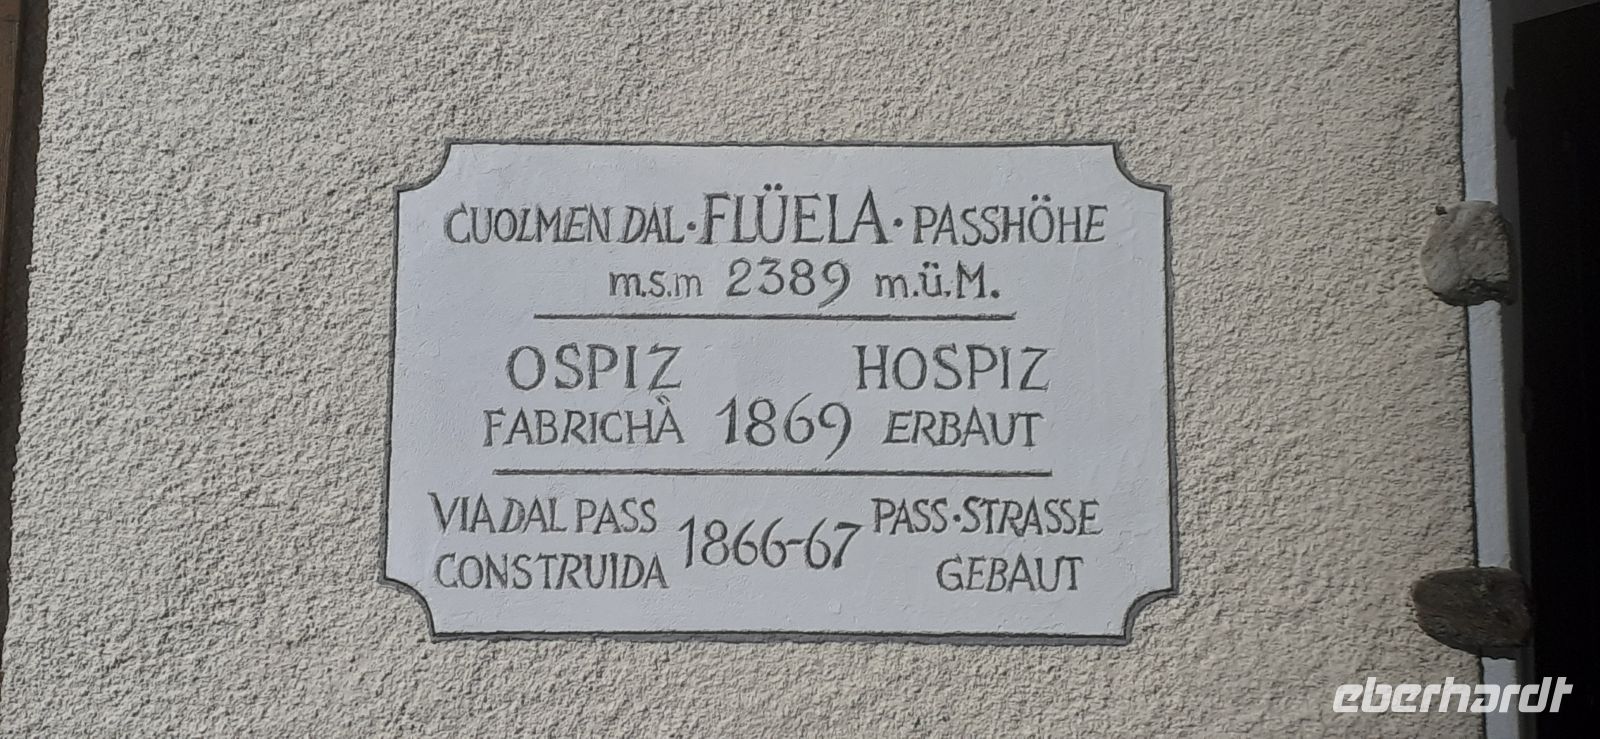 CUOLMEN DAL · FLÜELA · PASSHÖHE
m.s.m 2389 m.ü.M.
OSPIZ HOSPIZ
FABRICHÀ 1869 ERBAUT
VIA DAL PASS 1866-67 PASS·STRASSE
CONSTRUIDA GEBAUT
eberhardt